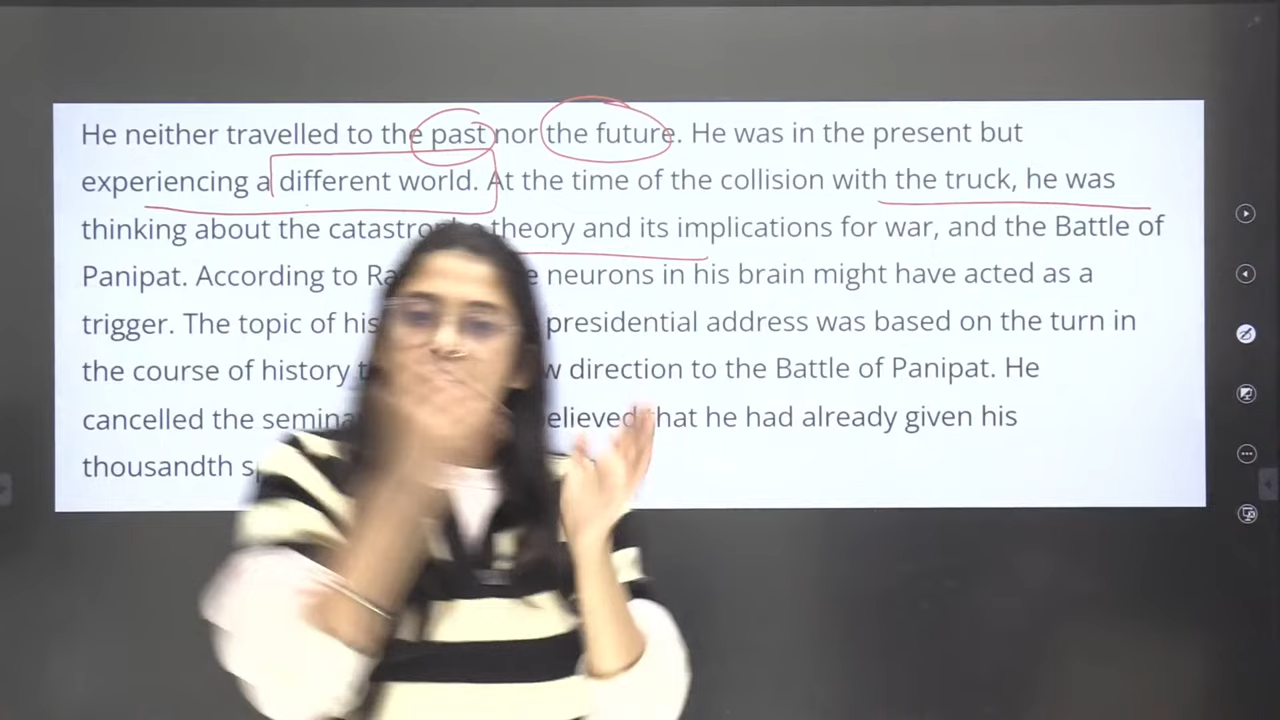 He neither travelled to the past nor the future. He was in the present but
experiencing a different world. At the time of the collision with the truck, he was
thinking about the theory and its implications for war, and the Battle of
Panipat. According to neurons in his brain might have acted as a
trigger. The topic of his presidential address was based on the turn in
the course of history direction to the Battle of Panipat. He
cancelled the that he had already given his
thousandth